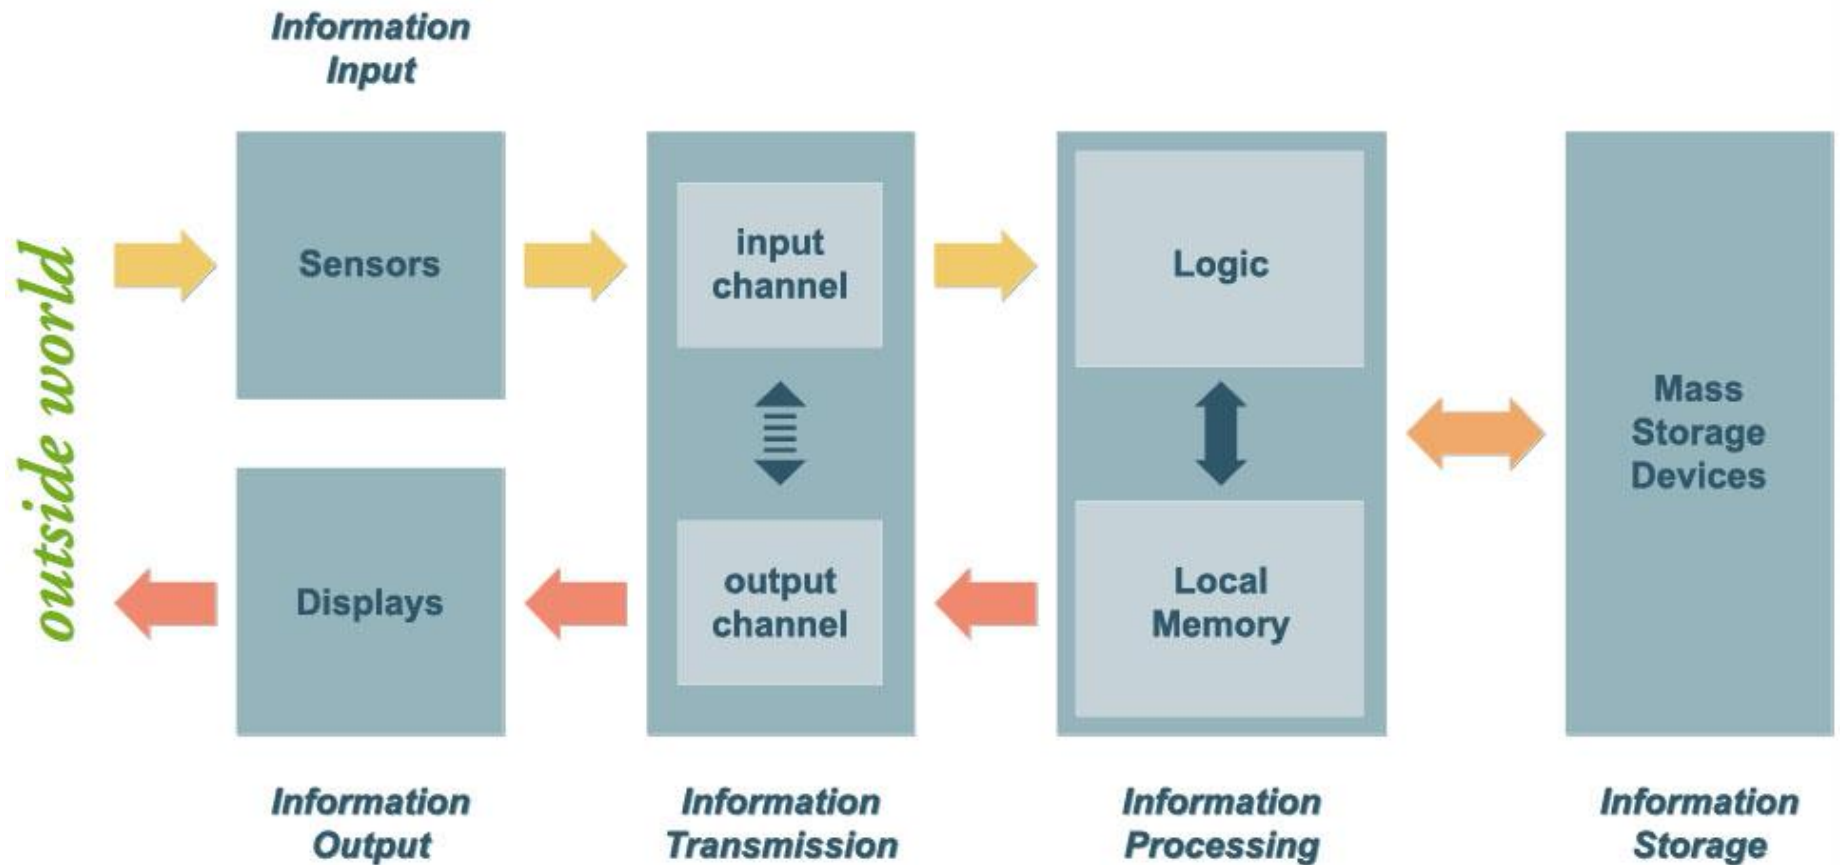 Information
Input
outside world
Sensors
input
channel
Logic
Mass
Storage
Devices
Displays
output
channel
Local
Memory
Information
Output
Information
Transmission
Information
Processing
Information
Storage